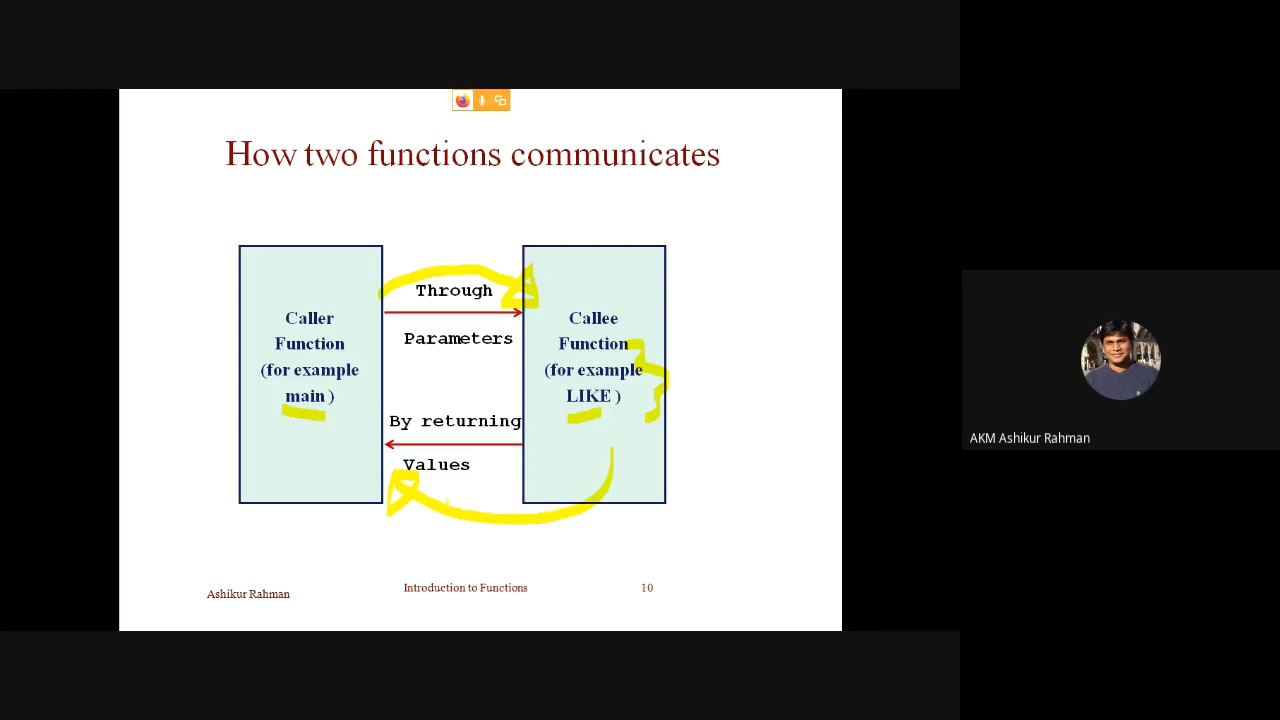 How two functions communicates
Through
Parameters
Caller
Function
(for example
main )
Callee
Function
(for example
LIKE )
By returning
Values
Ashikur Rahman
Introduction to Functions
10
AKM Ashikur Rahman